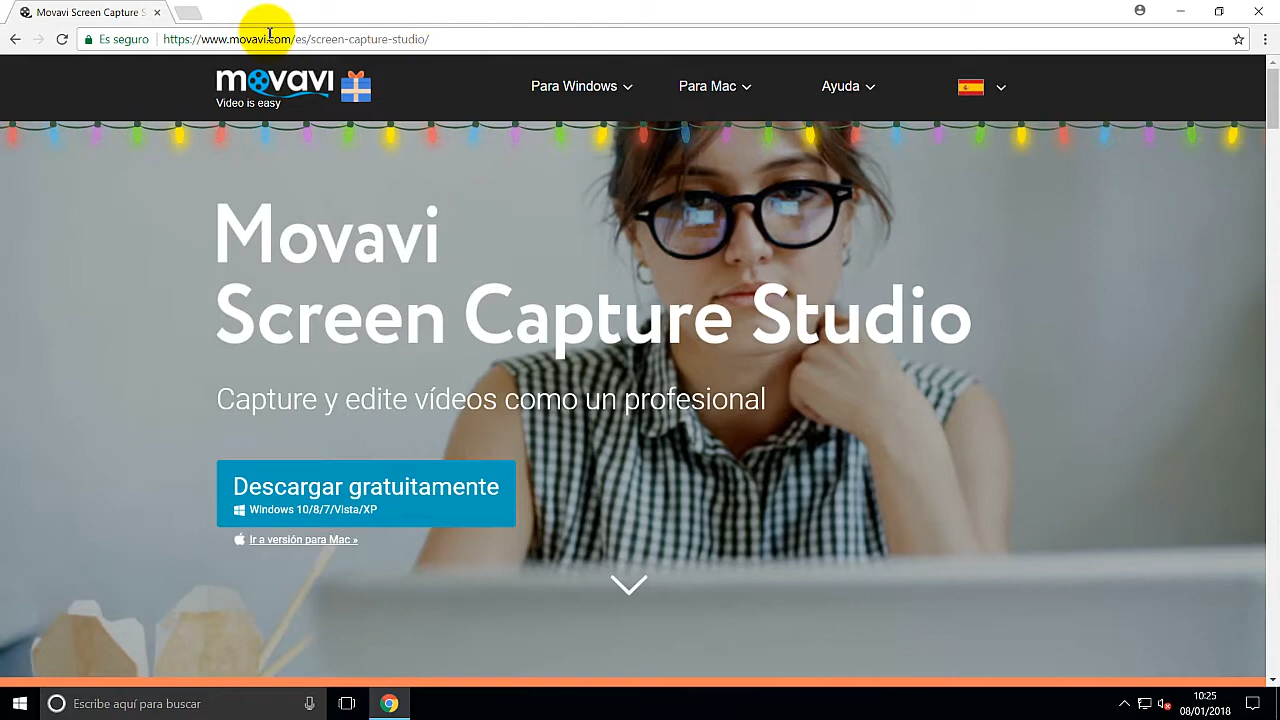 Movavi Screen Capture S
Es seguro
https://www.movavi.com/es/screen-capture-studio/
movavi
Video is easy
Para Windows
Para Mac
Ayuda
Movavi
Screen Capture Studio
Capture y edite vídeos como un profesional
Descargar gratuitamente
Windows 10/8/7/Vista/XP
Ir a versión para Mac »
Escribe aquí para buscar
10:25
08/01/2018